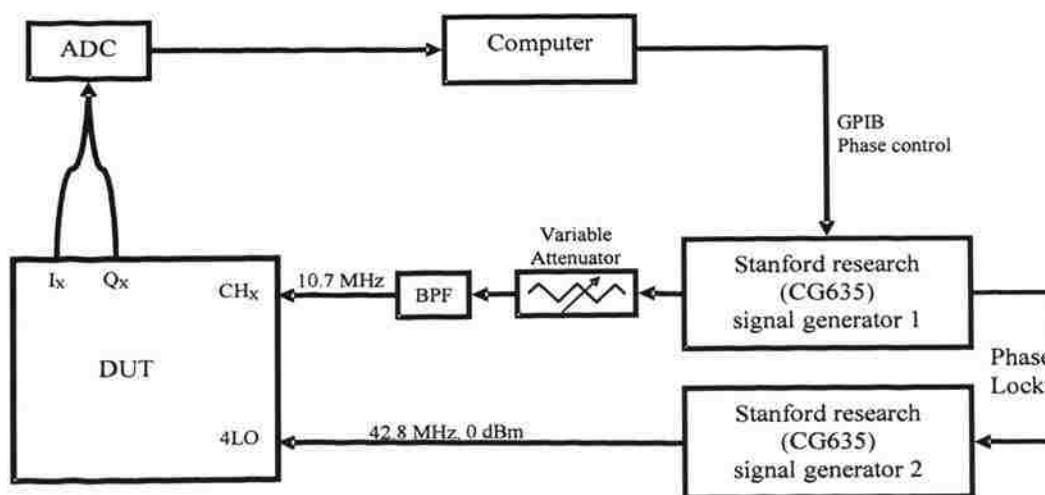 ADC
Computer
GPIB
Phase control
Variable
Attenuator
Stanford research
(CG635)
signal generator 1
Ix
Qx
CHx
10.7 MHz
BPF
DUT
Phase
Lock
4LO
42.8 MHz, 0 dBm
Stanford research
(CG635)
signal generator 2